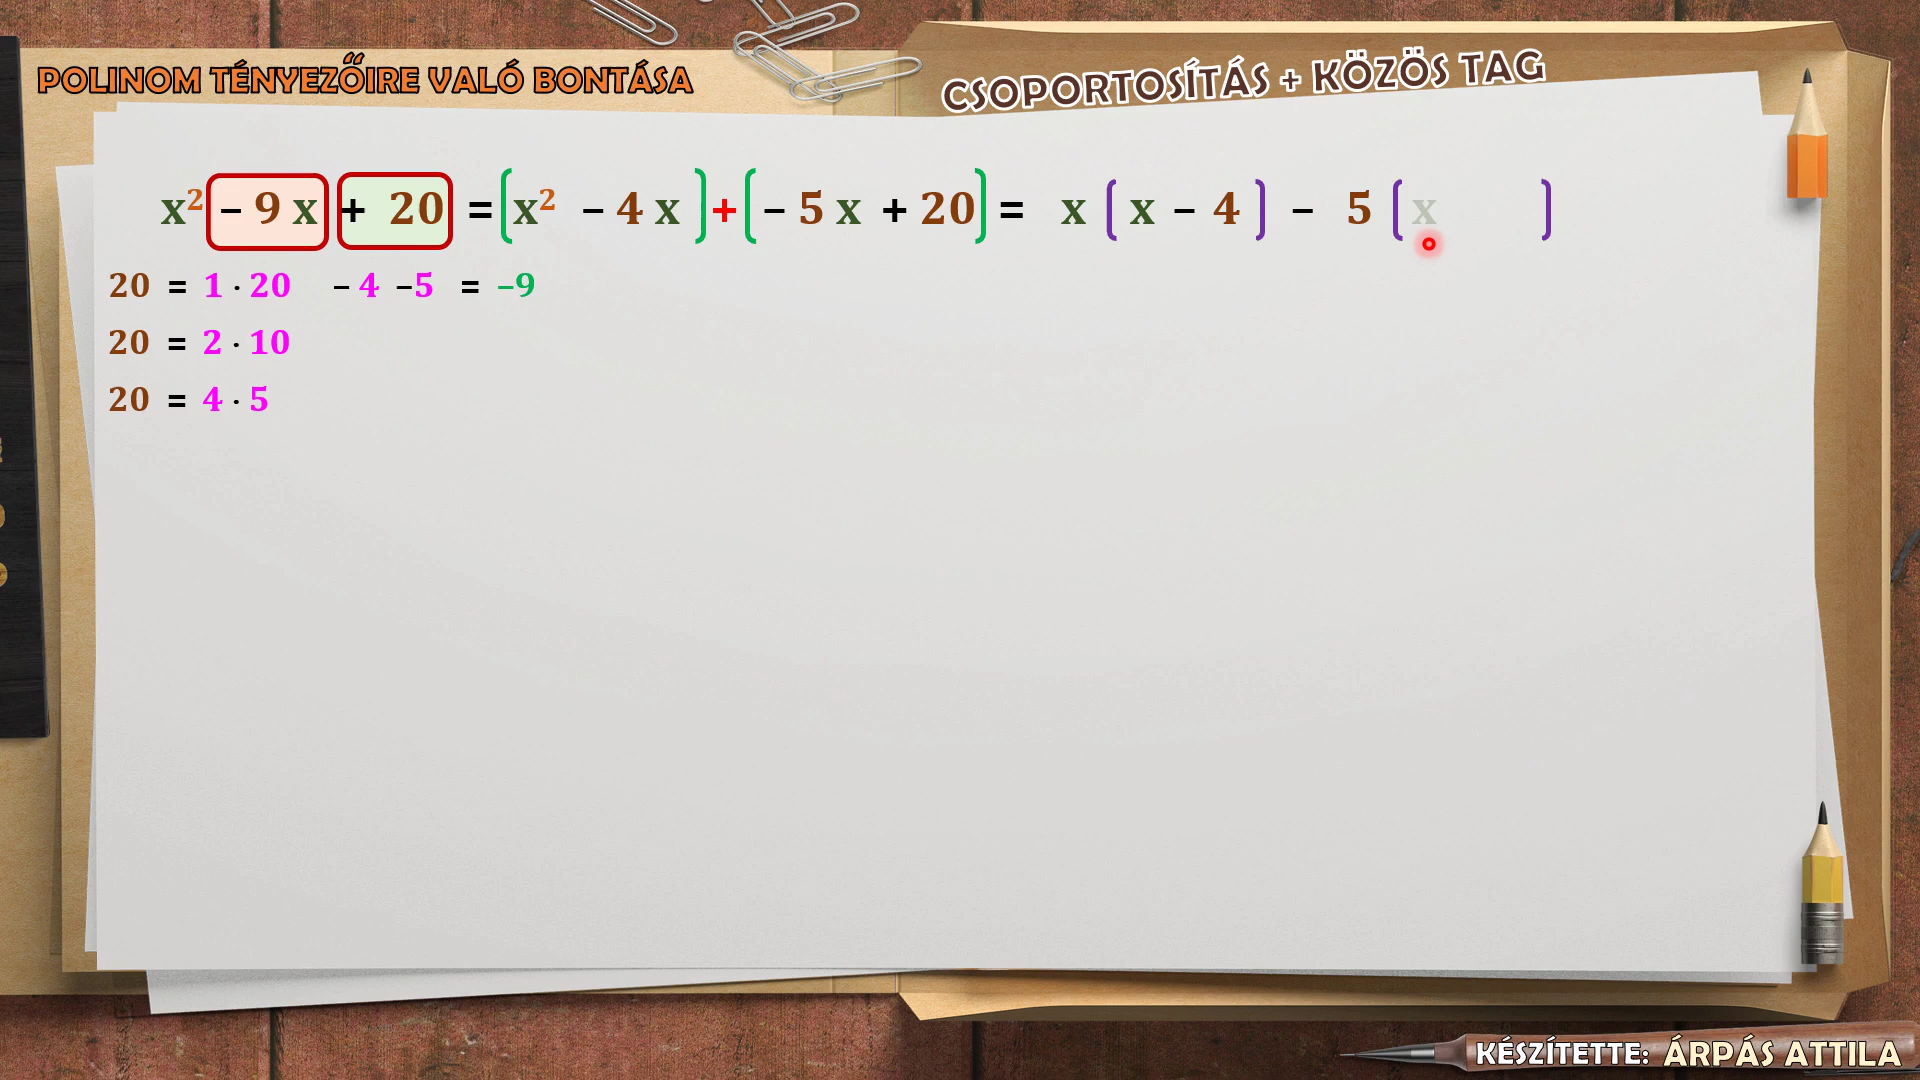 POLINOM TÉNYEZŐIRE VALÓ BONTÁSA
CSOPORTOSÍTÁS + KÖZÖS TAG
x² – 9 x + 20 = (x² – 4 x) + (– 5 x + 20) = x (x – 4) – 5 (x )
20 = 1 · 20 – 4 –5 = –9
20 = 2 · 10
20 = 4 · 5
KÉSZÍTETTE: ÁRPÁS ATTILA